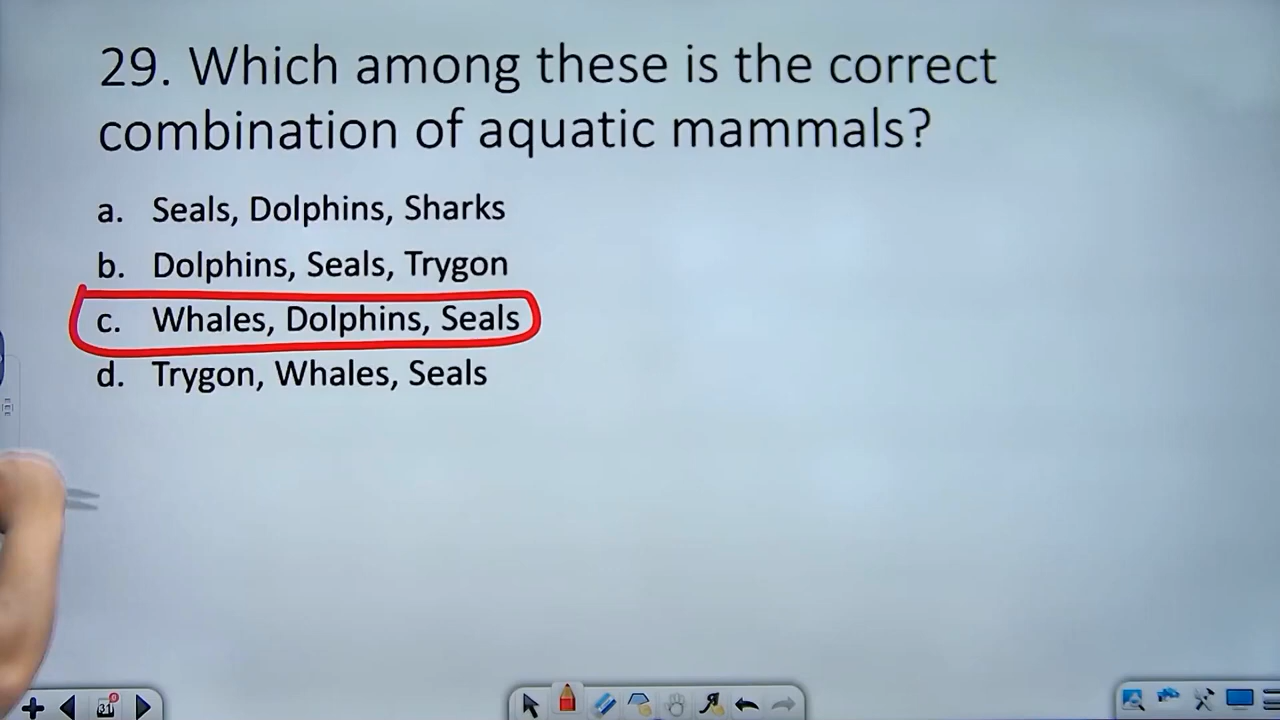 29. Which among these is the correct
combination of aquatic mammals?
a. Seals, Dolphins, Sharks
b. Dolphins, Seals, Trygon
c. Whales, Dolphins, Seals
d. Trygon, Whales, Seals
31